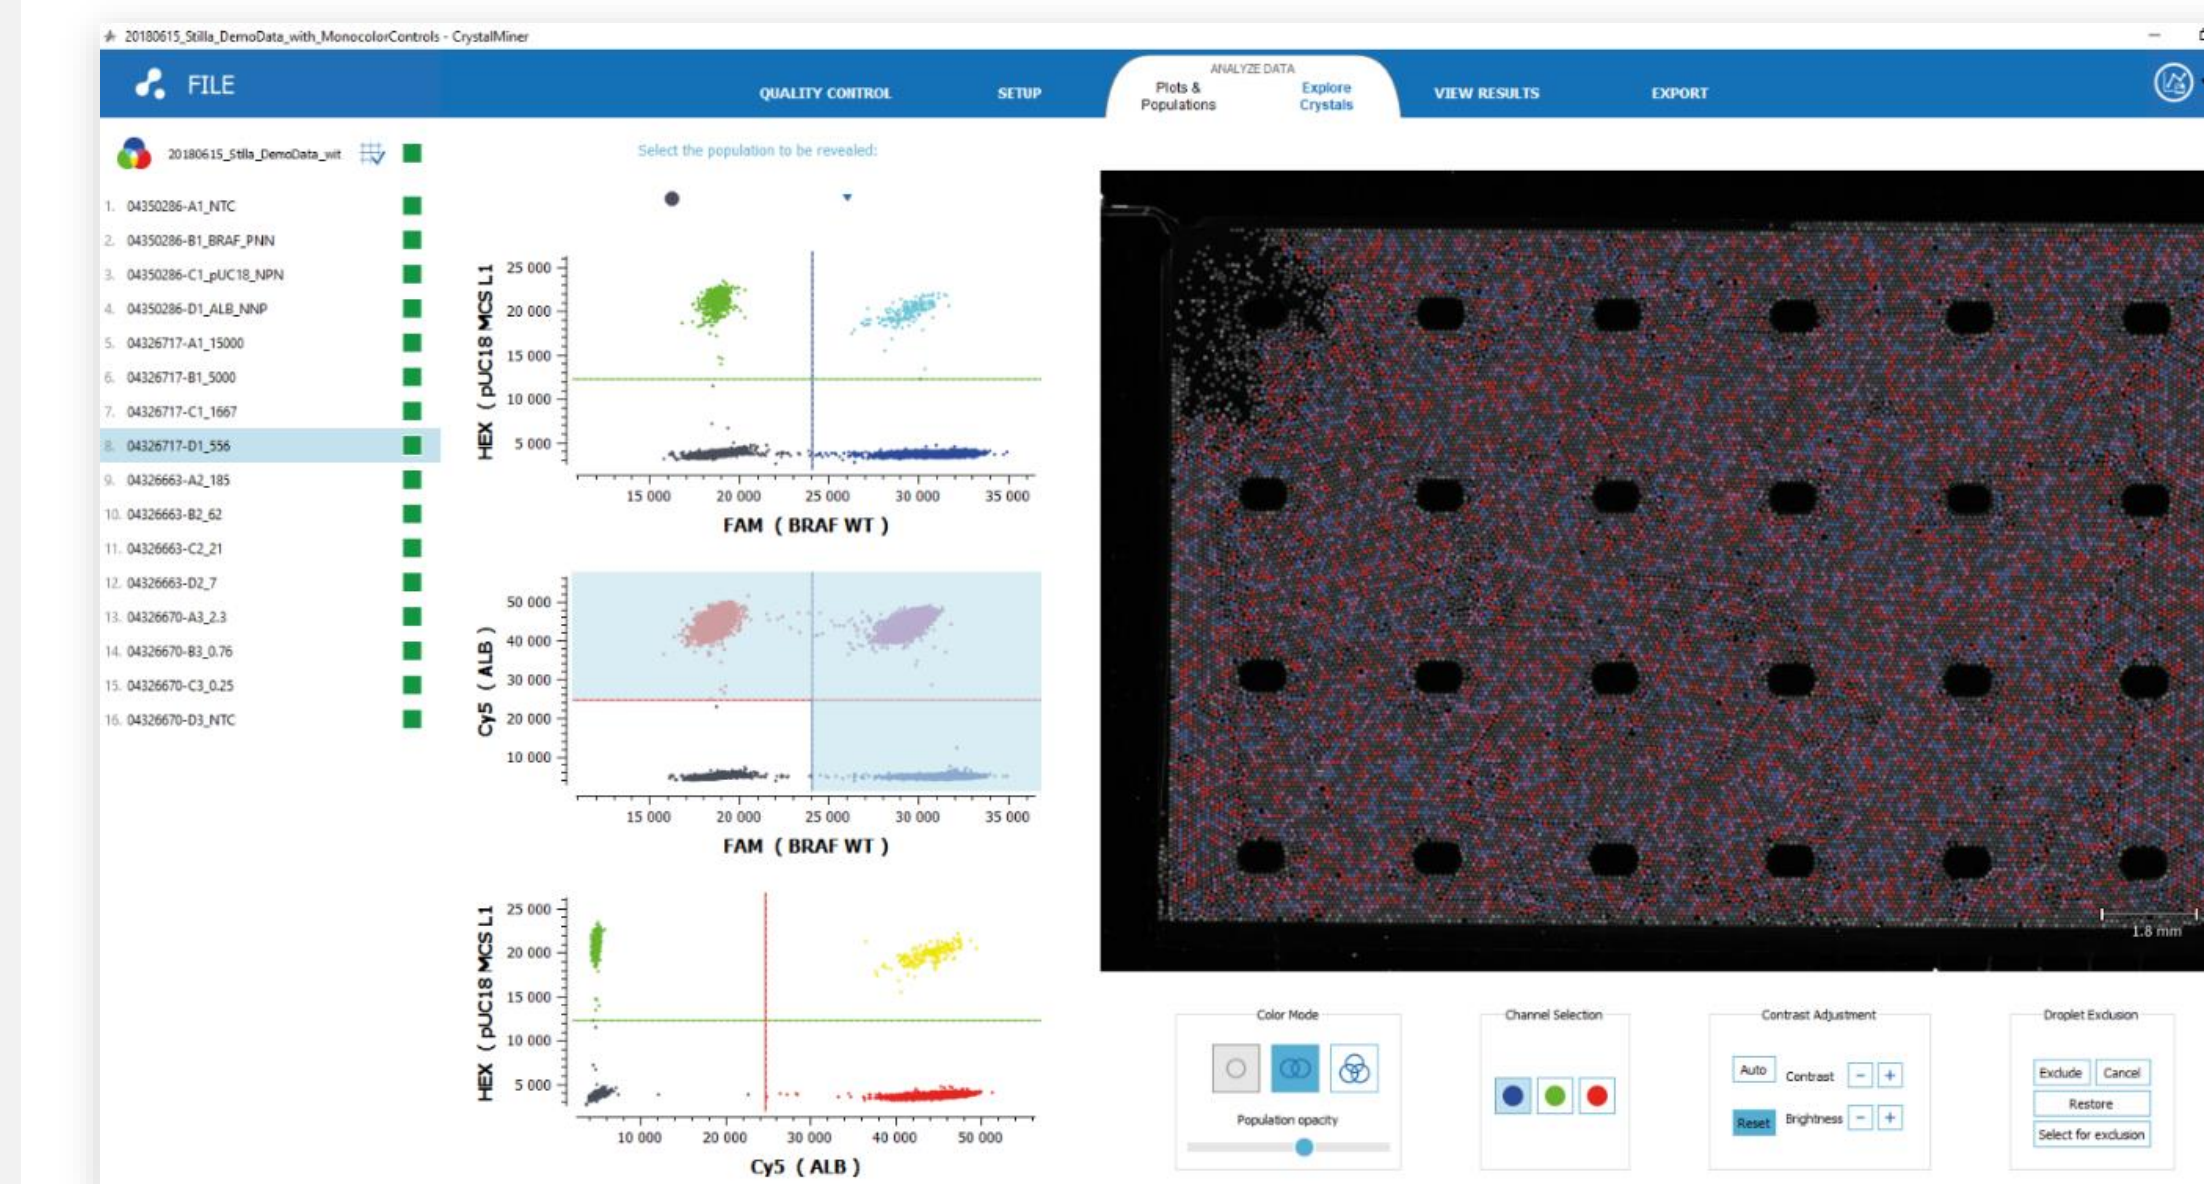 20180615_Stilla_DemoData_with_MonocolorControls - CrystalMiner
FILE
QUALITY CONTROL
SETUP
ANALYZE DATA
Plots &
Populations
Explore
Crystals
VIEW RESULTS
EXPORT
20180615_Stilla_DemoData_wit
1. 04350286-A1_NTC
2. 04350286-B1_BRAF_PNN
3. 04350286-C1_pUC18_NPN
4. 04350286-D1_ALB_NNP
5. 04326717-A1_15000
6. 04326717-B1_5000
7. 04326717-C1_1667
8. 04326717-D1_556
9. 04326663-A2_185
10. 04326663-B2_62
11. 04326663-C2_21
12. 04326663-D2_7
13. 04326670-A3_2.3
14. 04326670-B3_0.76
15. 04326670-C3_0.25
16. 04326670-D3_NTC
Select the population to be revealed:
HEX ( pUC18 MCS L1
25 000
20 000
15 000
10 000
5 000
15 000 20 000 25 000 30 000 35 000
FAM ( BRAF WT )
Cy5 ( ALB )
50 000
40 000
30 000
20 000
10 000
15 000 20 000 25 000 30 000 35 000
FAM ( BRAF WT )
HEX ( pUC18 MCS L1
25 000
20 000
15 000
10 000
5 000
10 000 20 000 30 000 40 000 50 000
Cy5 ( ALB )
1.8 mm
Color Mode
Population opacity
Channel Selection
Contrast Adjustment
Auto
Contrast - +
Reset
Brightness - +
Droplet Exclusion
Exclude
Cancel
Restore
Select for exclusion